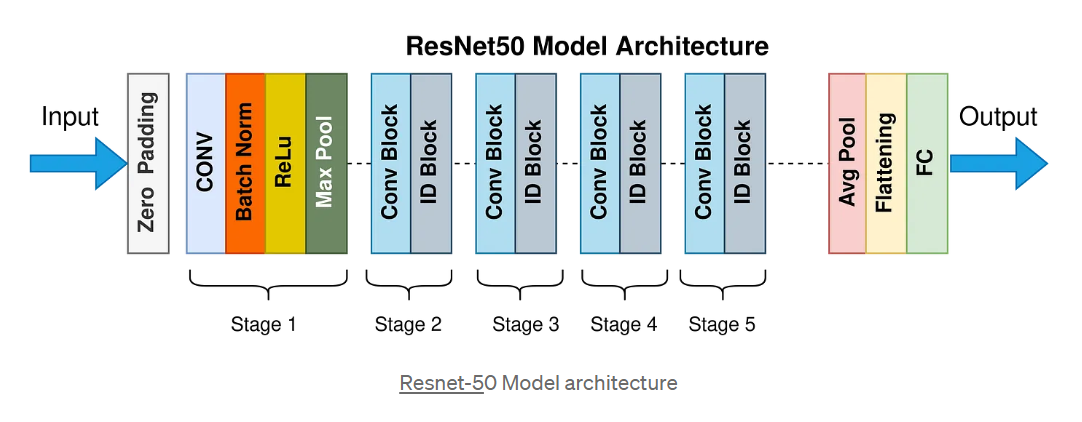 ResNet50 Model Architecture
Input
Zero Padding
CONV
Batch Norm
ReLu
Max Pool
Conv Block
ID Block
Conv Block
ID Block
Conv Block
ID Block
Conv Block
ID Block
Avg Pool
Flattening
FC
Output
Stage 1
Stage 2
Stage 3
Stage 4
Stage 5
Resnet-50 Model architecture